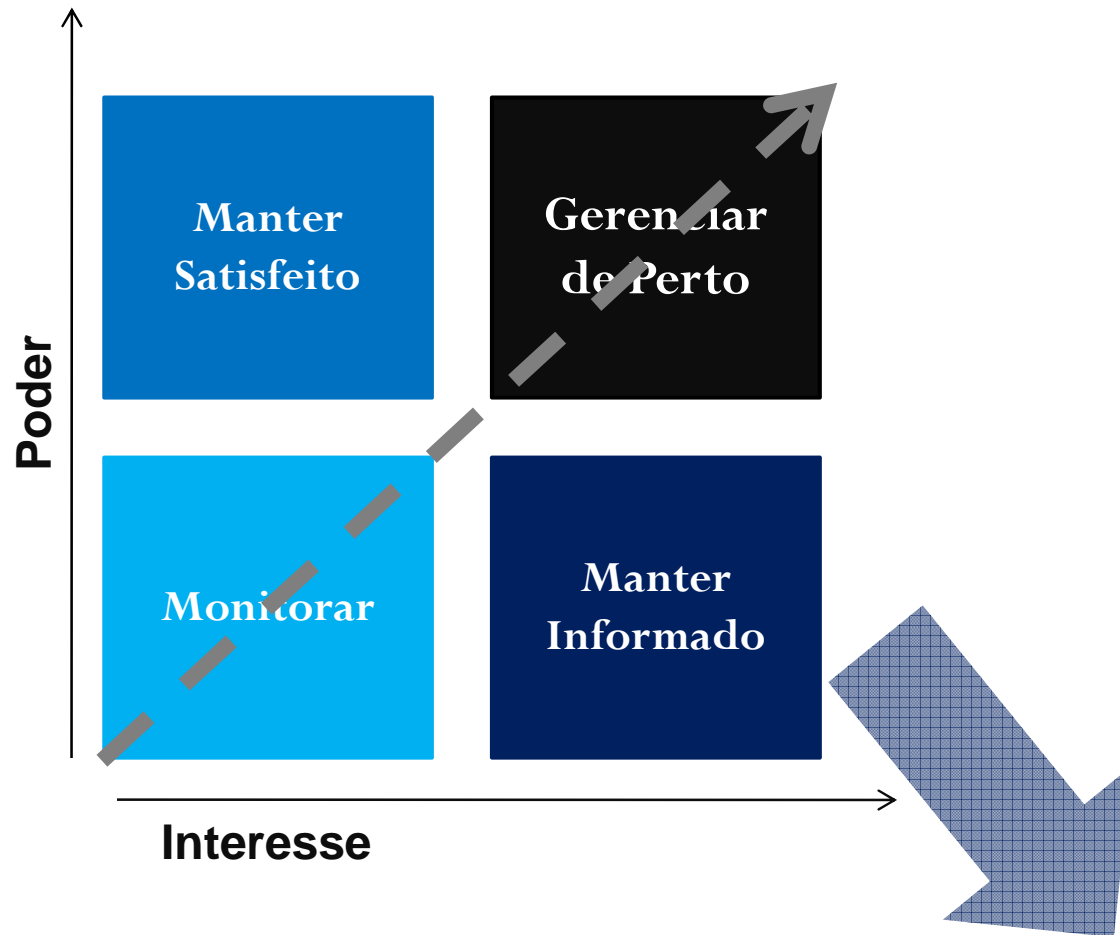 Manter
Satisfeito
Gerenciar
de Perto
Poder
Monitorar
Manter
Informado
Interesse